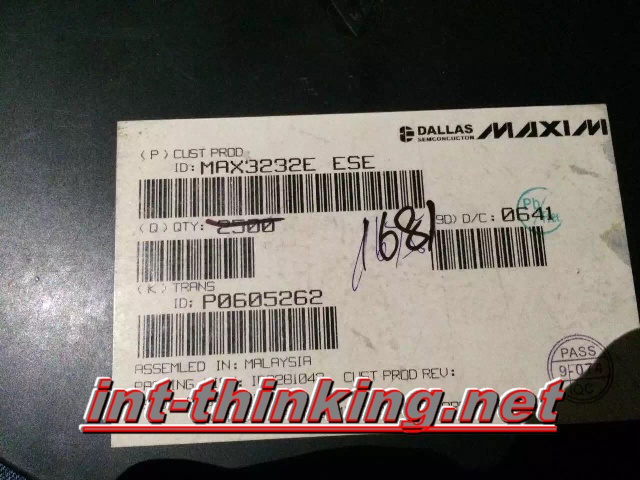 DALLAS SEMICONDUCTOR MAXIM
(P) CUST PROD
ID: MAX3232E ESE
(Q) QTY: 2500
1681
9D) D/C: 0641
Pb
(K) TRANS
ID: P0605262
ASSEMLED IN: MALAYSIA
CUST PROD REV:
PASS
int-thinking.net